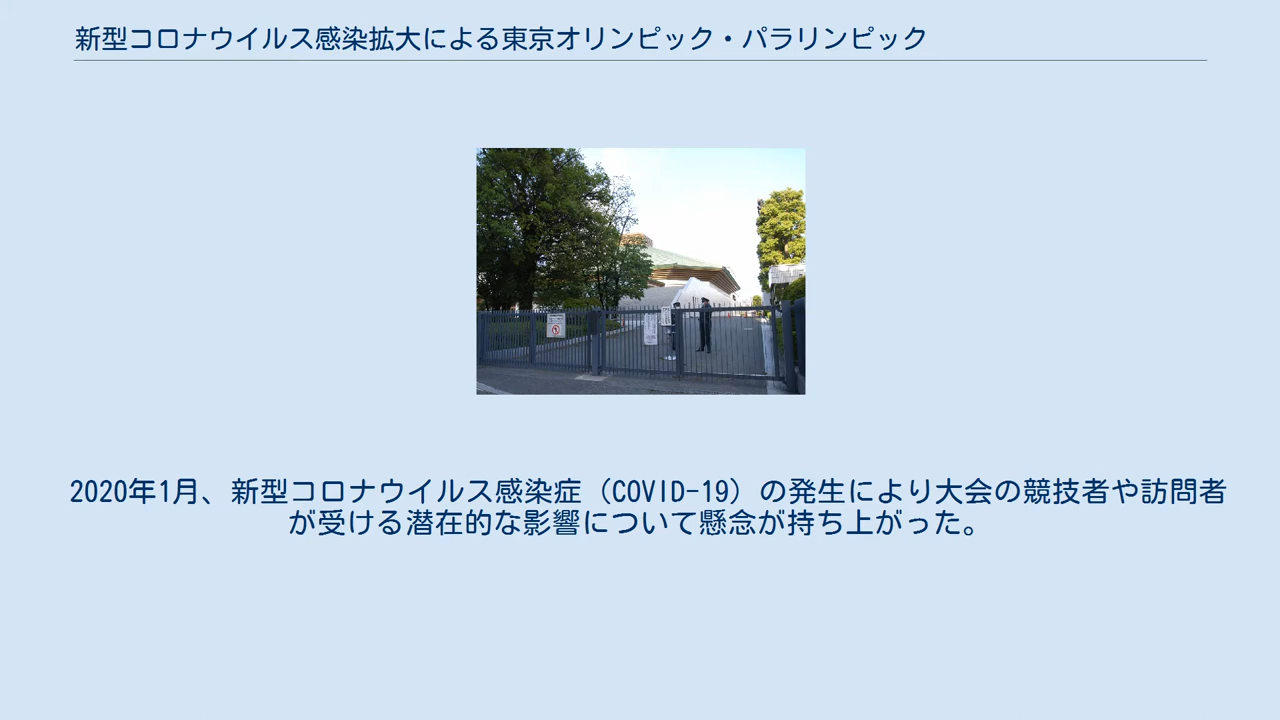 新型コロナウイルス感染拡大による東京オリンピック・パラリンピック
2020年1月、新型コロナウイルス感染症（COVID-19）の発生により大会の競技者や訪問者
が受ける潜在的な影響について懸念が持ち上がった。